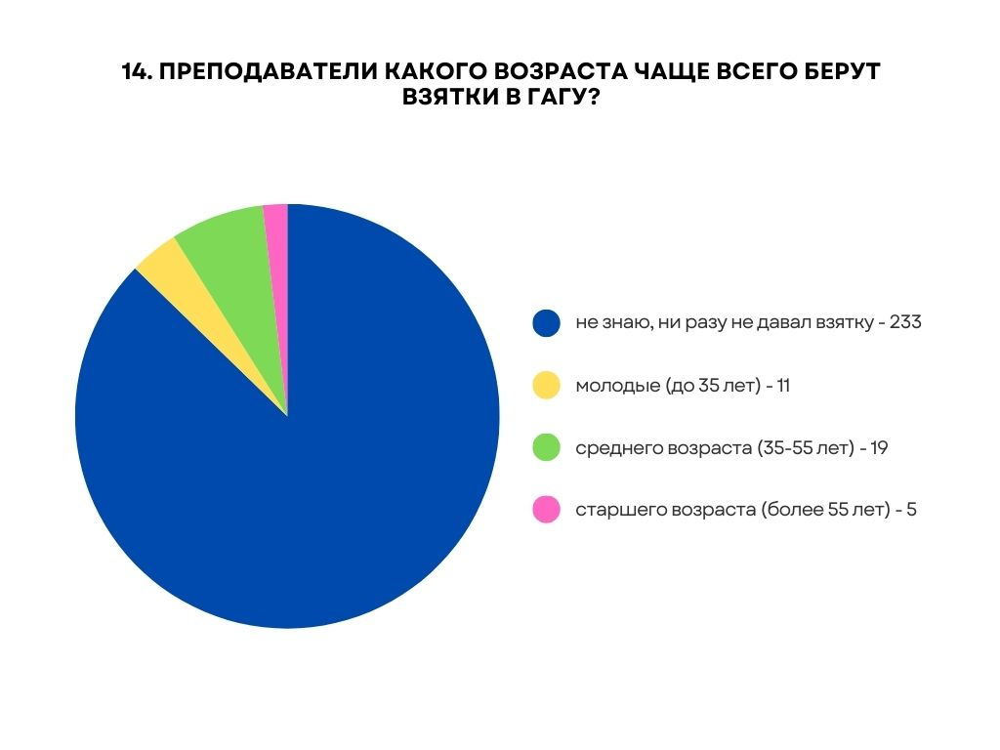 14. ПРЕПОДАВАТЕЛИ КАКОГО ВОЗРАСТА ЧАЩЕ ВСЕГО БЕРУТ
ВЗЯТКИ В ГАГУ?
не знаю, ни разу не давал взятку - 233
молодые (до 35 лет) - 11
среднего возраста (35-55 лет) - 19
старшего возраста (более 55 лет) - 5